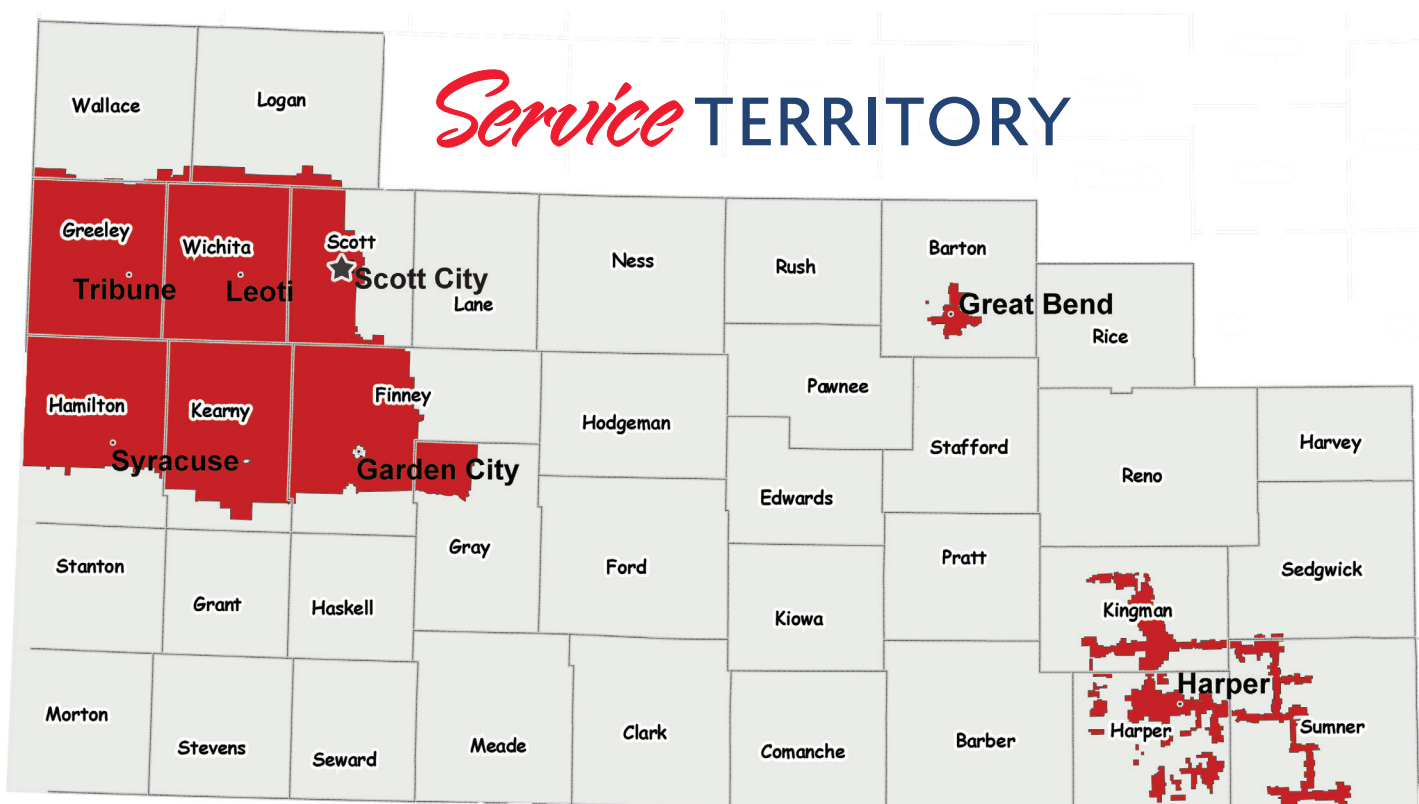 Service TERRITORY
Wallace
Logan
Greeley
Wichita
Scott
Tribune
Leoti
Scott City
Lane
Ness
Rush
Barton
Great Bend
Rice
Hamilton
Kearny
Finney
Syracuse
Garden City
Hodgeman
Pawnee
Stafford
Edwards
Reno
Harvey
Stanton
Grant
Haskell
Gray
Ford
Kiowa
Pratt
Kingman
Sedgwick
Morton
Stevens
Seward
Meade
Clark
Comanche
Barber
Harper
Harper
Sumner